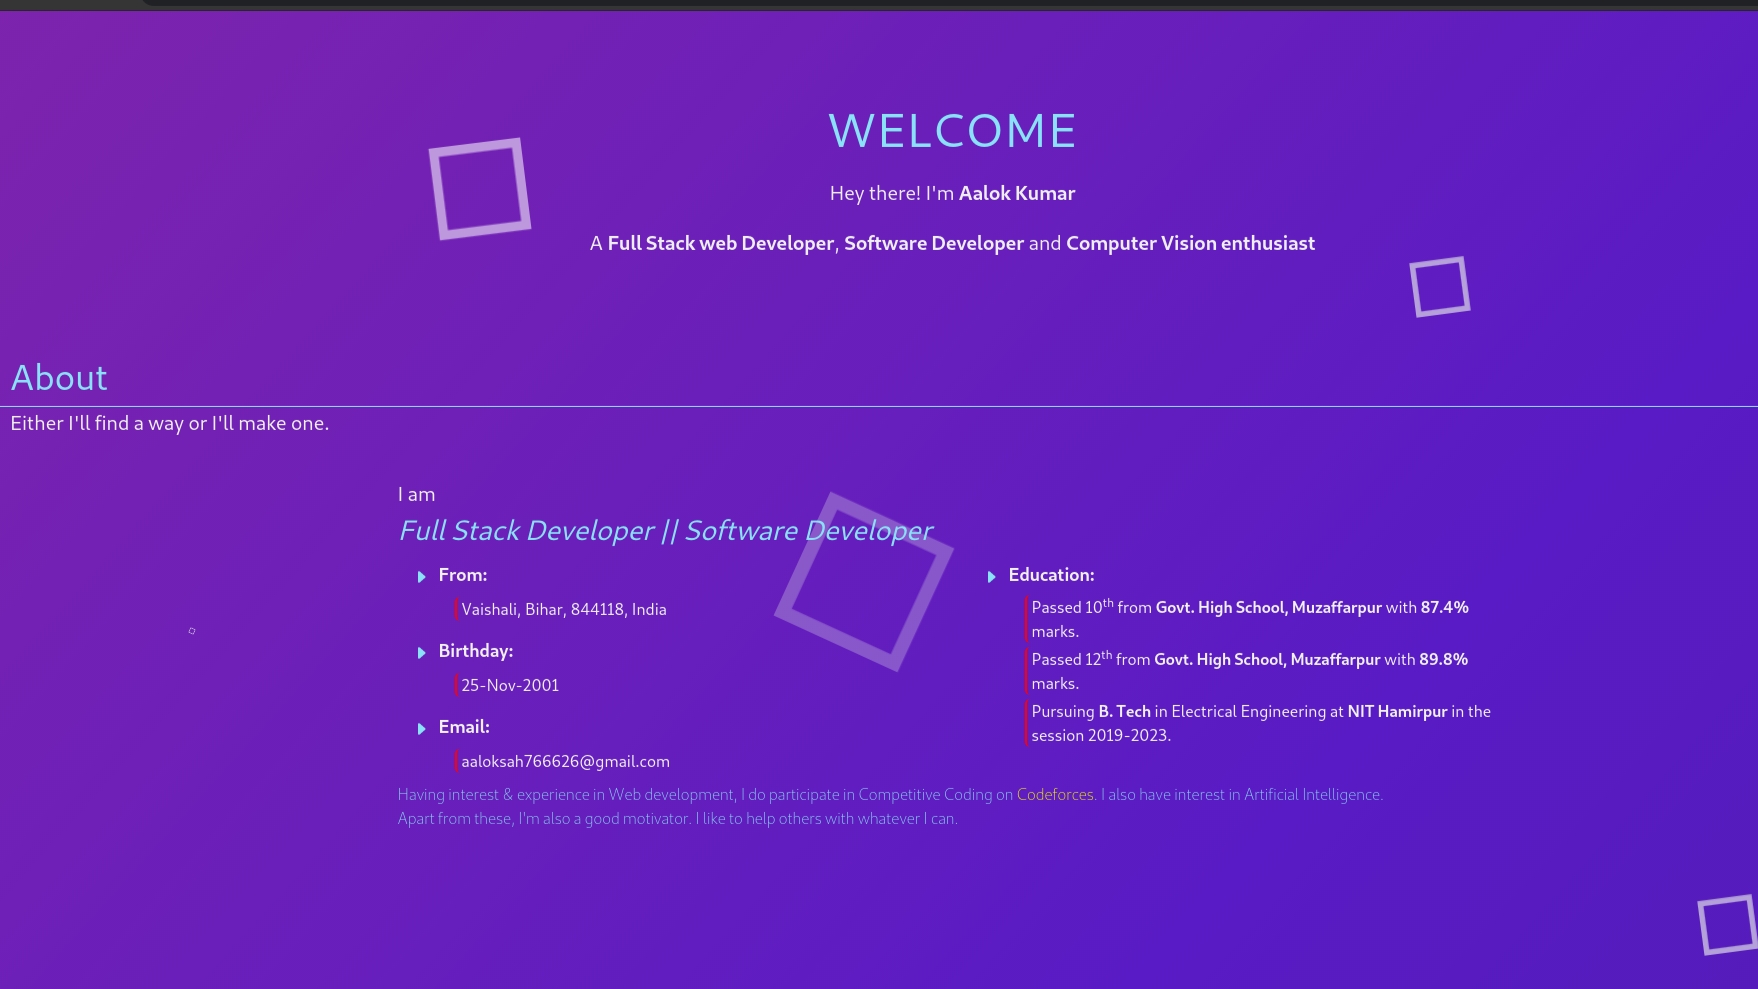 WELCOME
Hey there! I'm Aalok Kumar
A Full Stack web Developer, Software Developer and Computer Vision enthusiast
About
Either I'll find a way or I'll make one.
I am
Full Stack Developer || Software Developer
From:
Vaishali, Bihar, 844118, India
Birthday:
25-Nov-2001
Email:
aaloksah766626@gmail.com
Education:
Passed 10th from Govt. High School, Muzaffarpur with 87.4%
marks.
Passed 12th from Govt. High School, Muzaffarpur with 89.8%
marks.
Pursuing B. Tech in Electrical Engineering at NIT Hamirpur in the
session 2019-2023.
Having interest & experience in Web development, I do participate in Competitive Coding on Codeforces. I also have interest in Artificial Intelligence.
Apart from these, I'm also a good motivator. I like to help others with whatever I can.